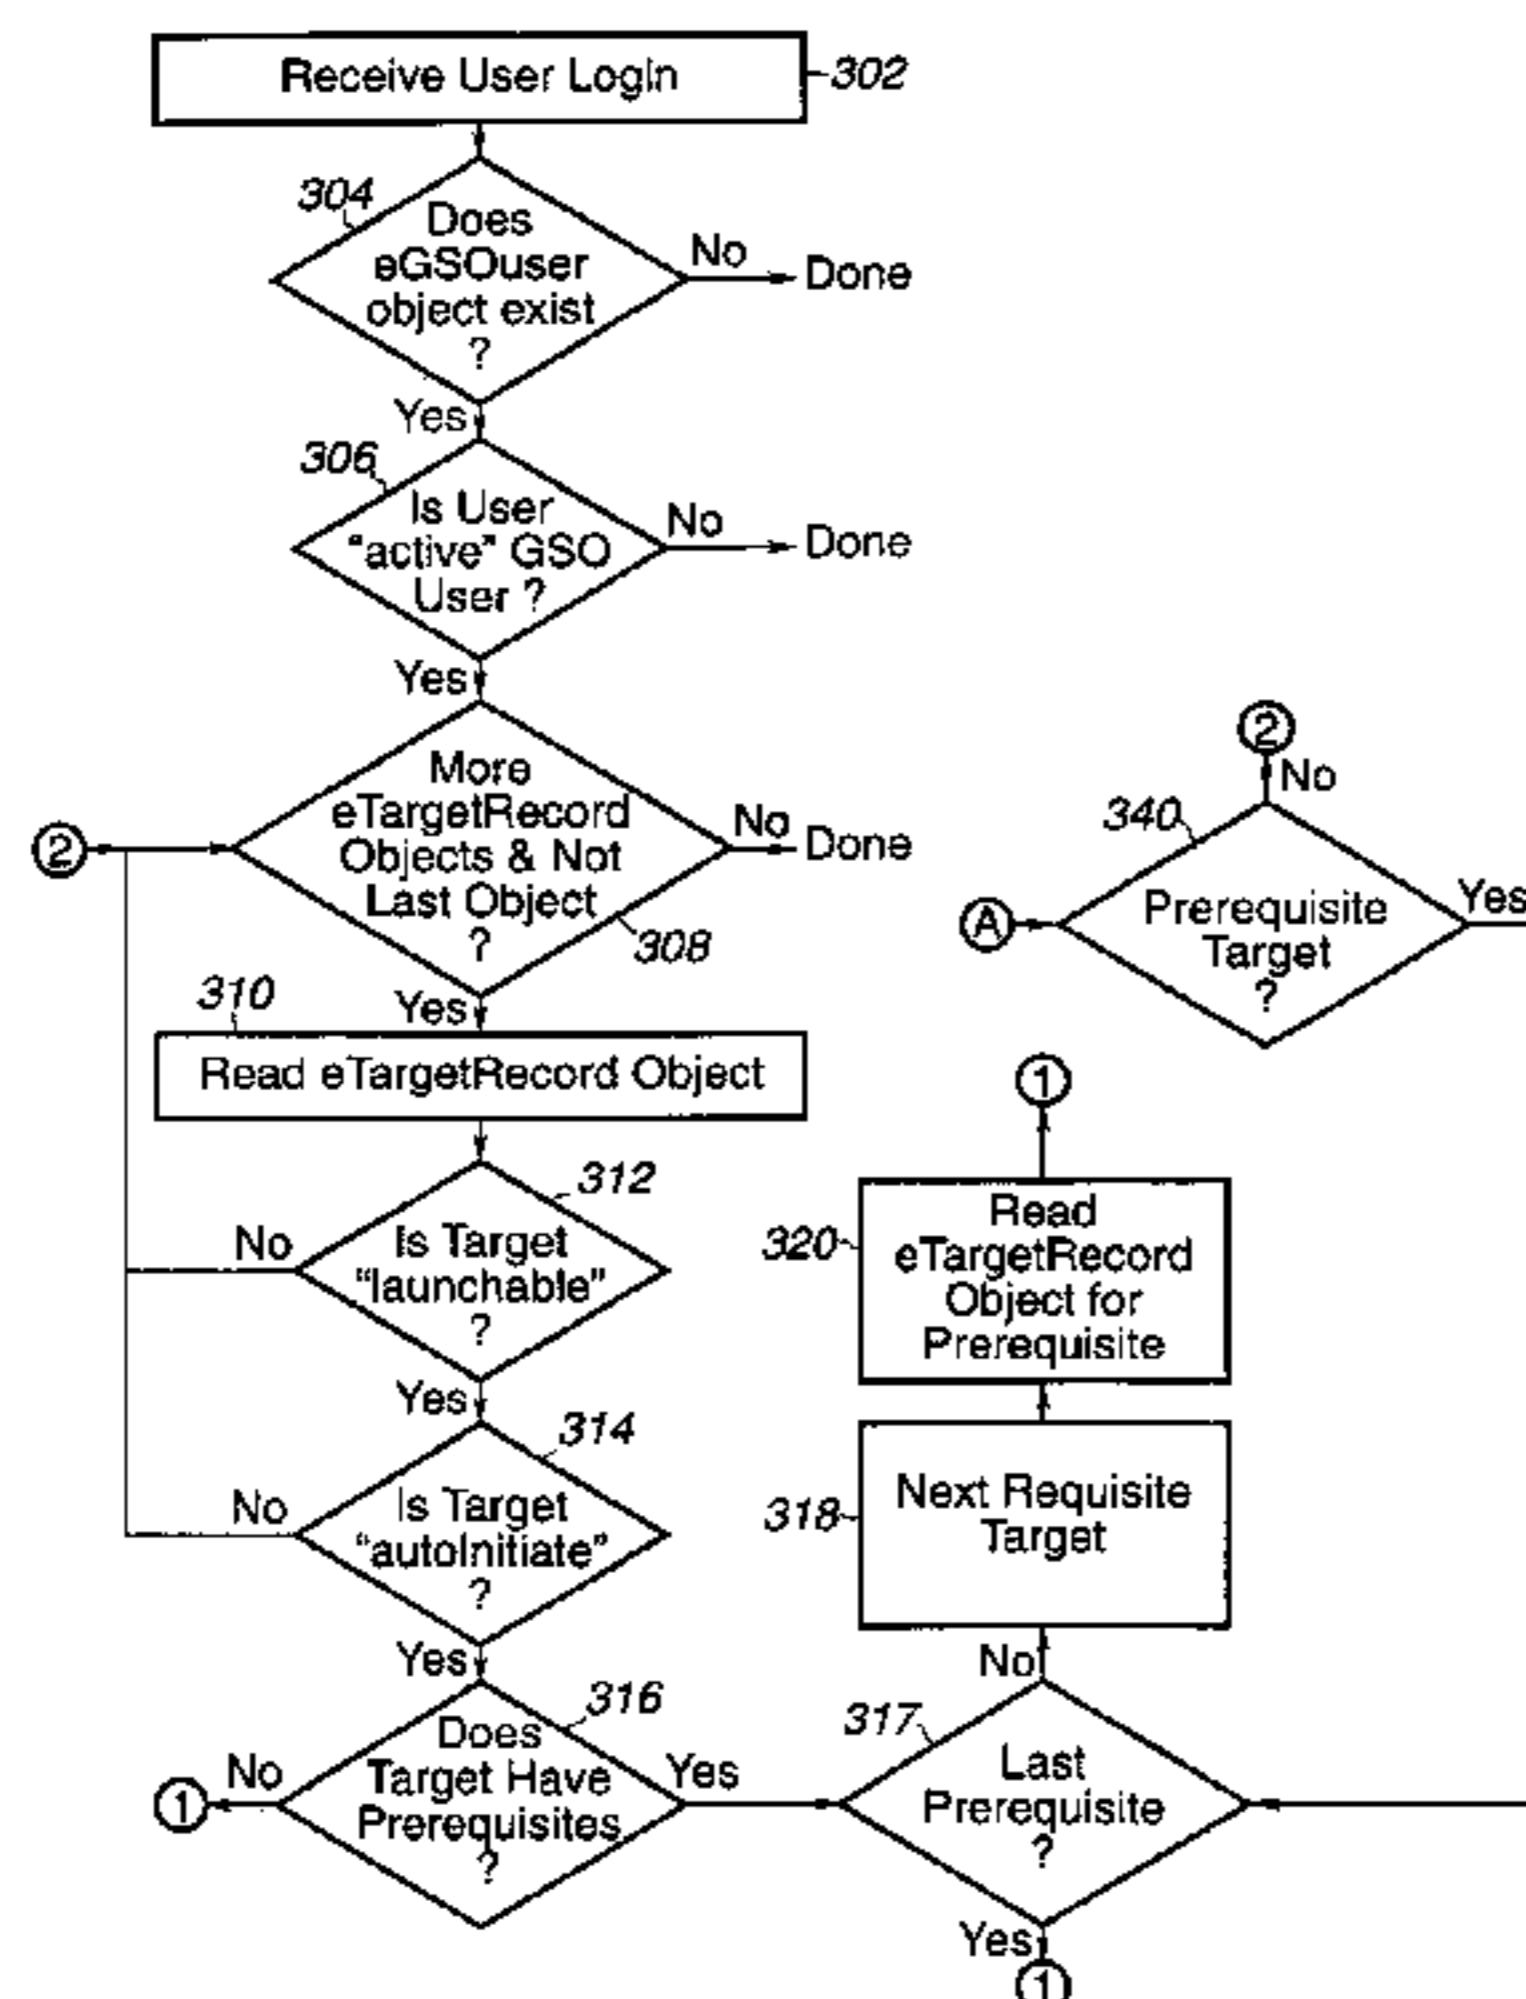 Receive User LogIn
302
304
Does
eGSOuser
object exist
?
No
Done
Yes
306
Is User
"active" GSO
User ?
No
Done
Yes
2
More
eTargetRecord
Objects & Not
Last Object
?
No
Done
308
Yes
310
Read eTargetRecord Object
312
Is Target
"launchable"
?
No
Yes
314
Is Target
"autoInitiate"
?
No
Yes
316
Does
Target Have
Prerequisites
?
No
1
Yes
317
Last
Prerequisite
?
Yes
1
No
318
Next Requisite
Target
320
Read
eTargetRecord
Object for
Prerequisite
1
2
No
340
A
Prerequisite
Target
?
Yes